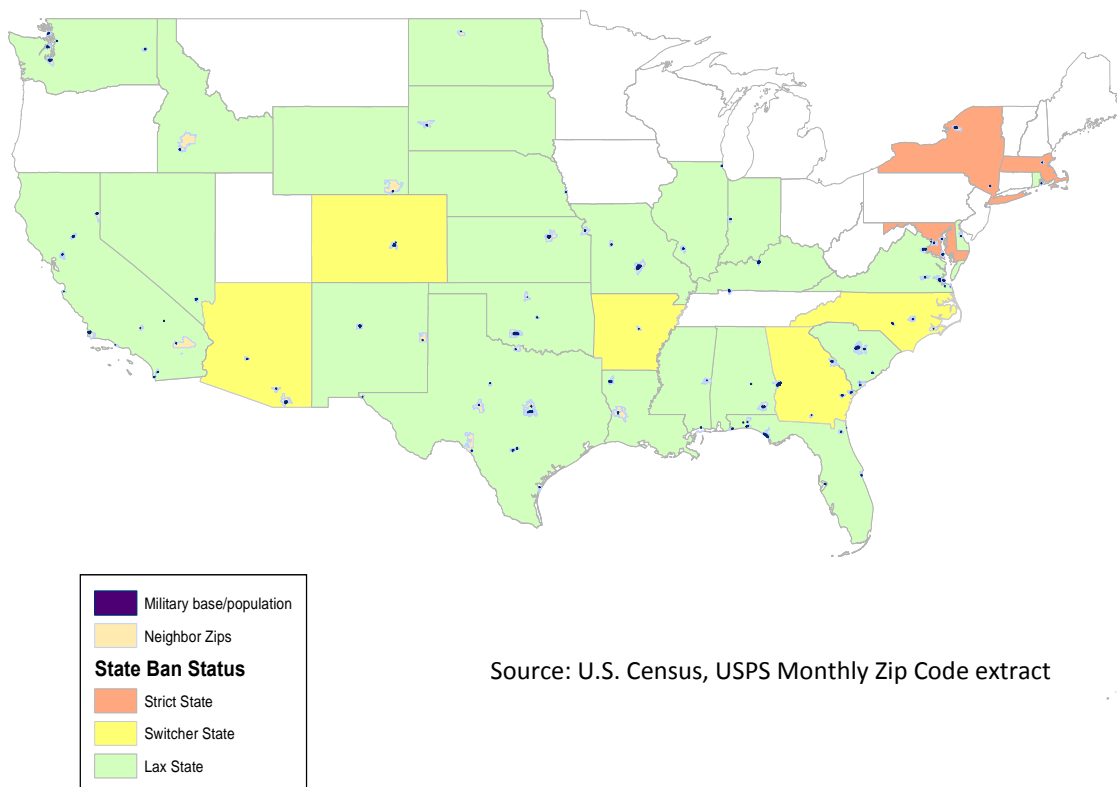 Military base/population
Neighbor Zips
State Ban Status
Strict State
Switcher State
Lax State
Source: U.S. Census, USPS Monthly Zip Code extract